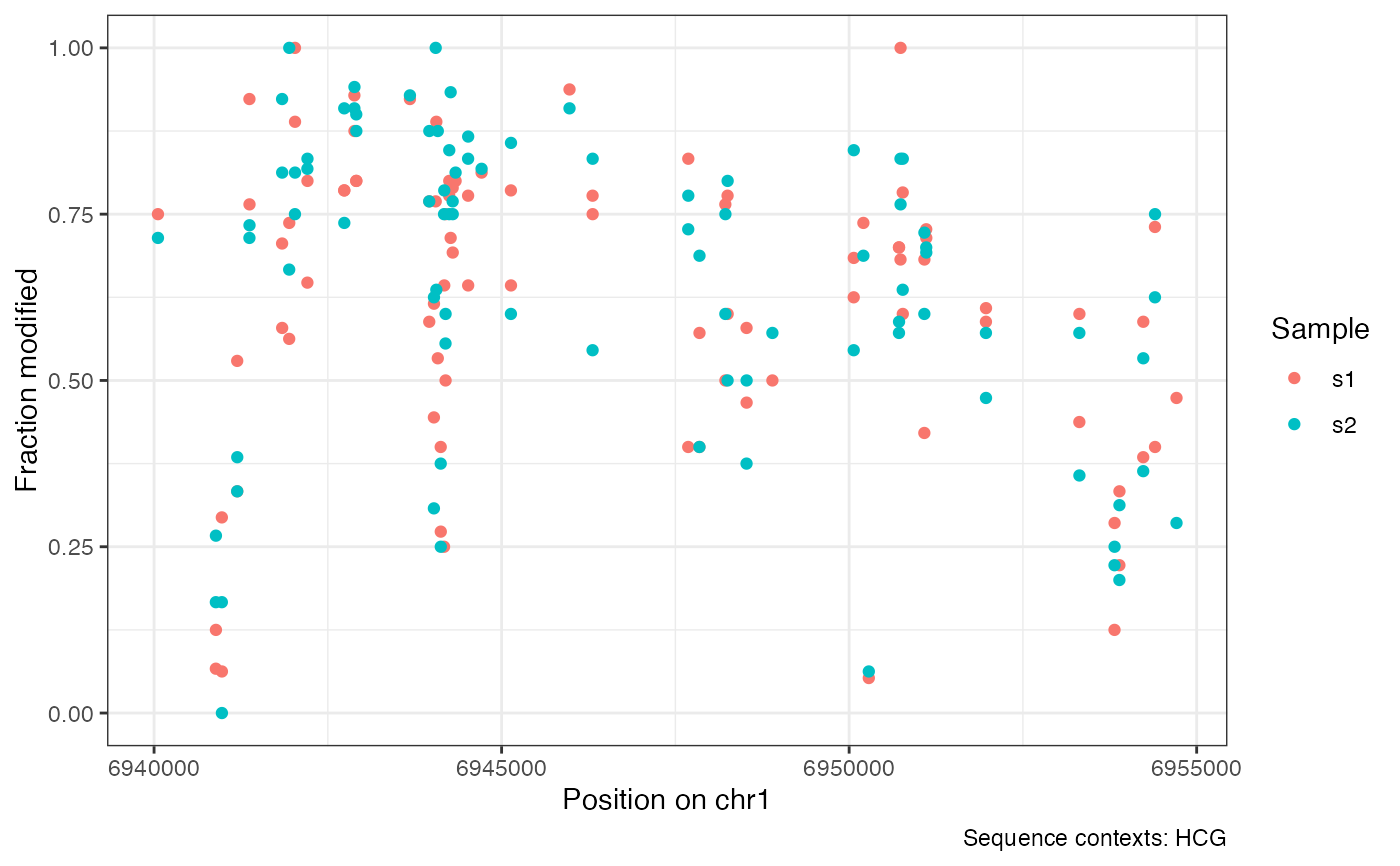 1.00
0.75
0.50
0.25
0.00
Fraction modified
6940000
6945000
6950000
6955000
Position on chr1
Sample
s1
s2
Sequence contexts: HCG